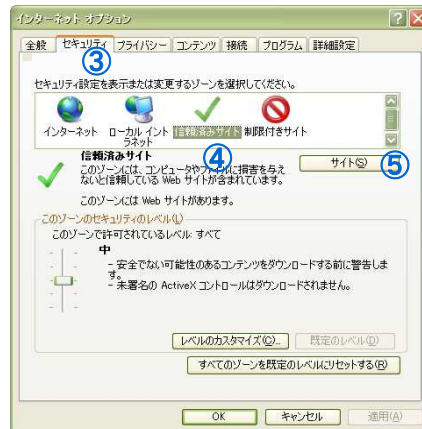 インターネット オプション
全般 セキュリティ プライバシー コンテンツ 接続 プログラム 詳細設定
③
セキュリティ設定を表示または変更するゾーンを選択してください。
インターネット ローカル イントラネット 信頼済みサイト 制限付きサイト
④
信頼済みサイト
サイト(S)
⑤
このゾーンには、コンピュータやファイルに損害を与え
ないと信頼している Web サイトが含まれています。
このゾーンには Web サイトがあります。
このゾーンのセキュリティのレベル(L)
このゾーンで許可されているレベル: すべて
中
- 安全でない可能性のあるコンテンツをダウンロードする前に警告しま
す。
- 未署名の ActiveX コントロールはダウンロードされません。
レベルのカスタマイズ(C)... 既定のレベル(D)
すべてのゾーンを既定のレベルにリセットする(R)
OK キャンセル 適用(A)